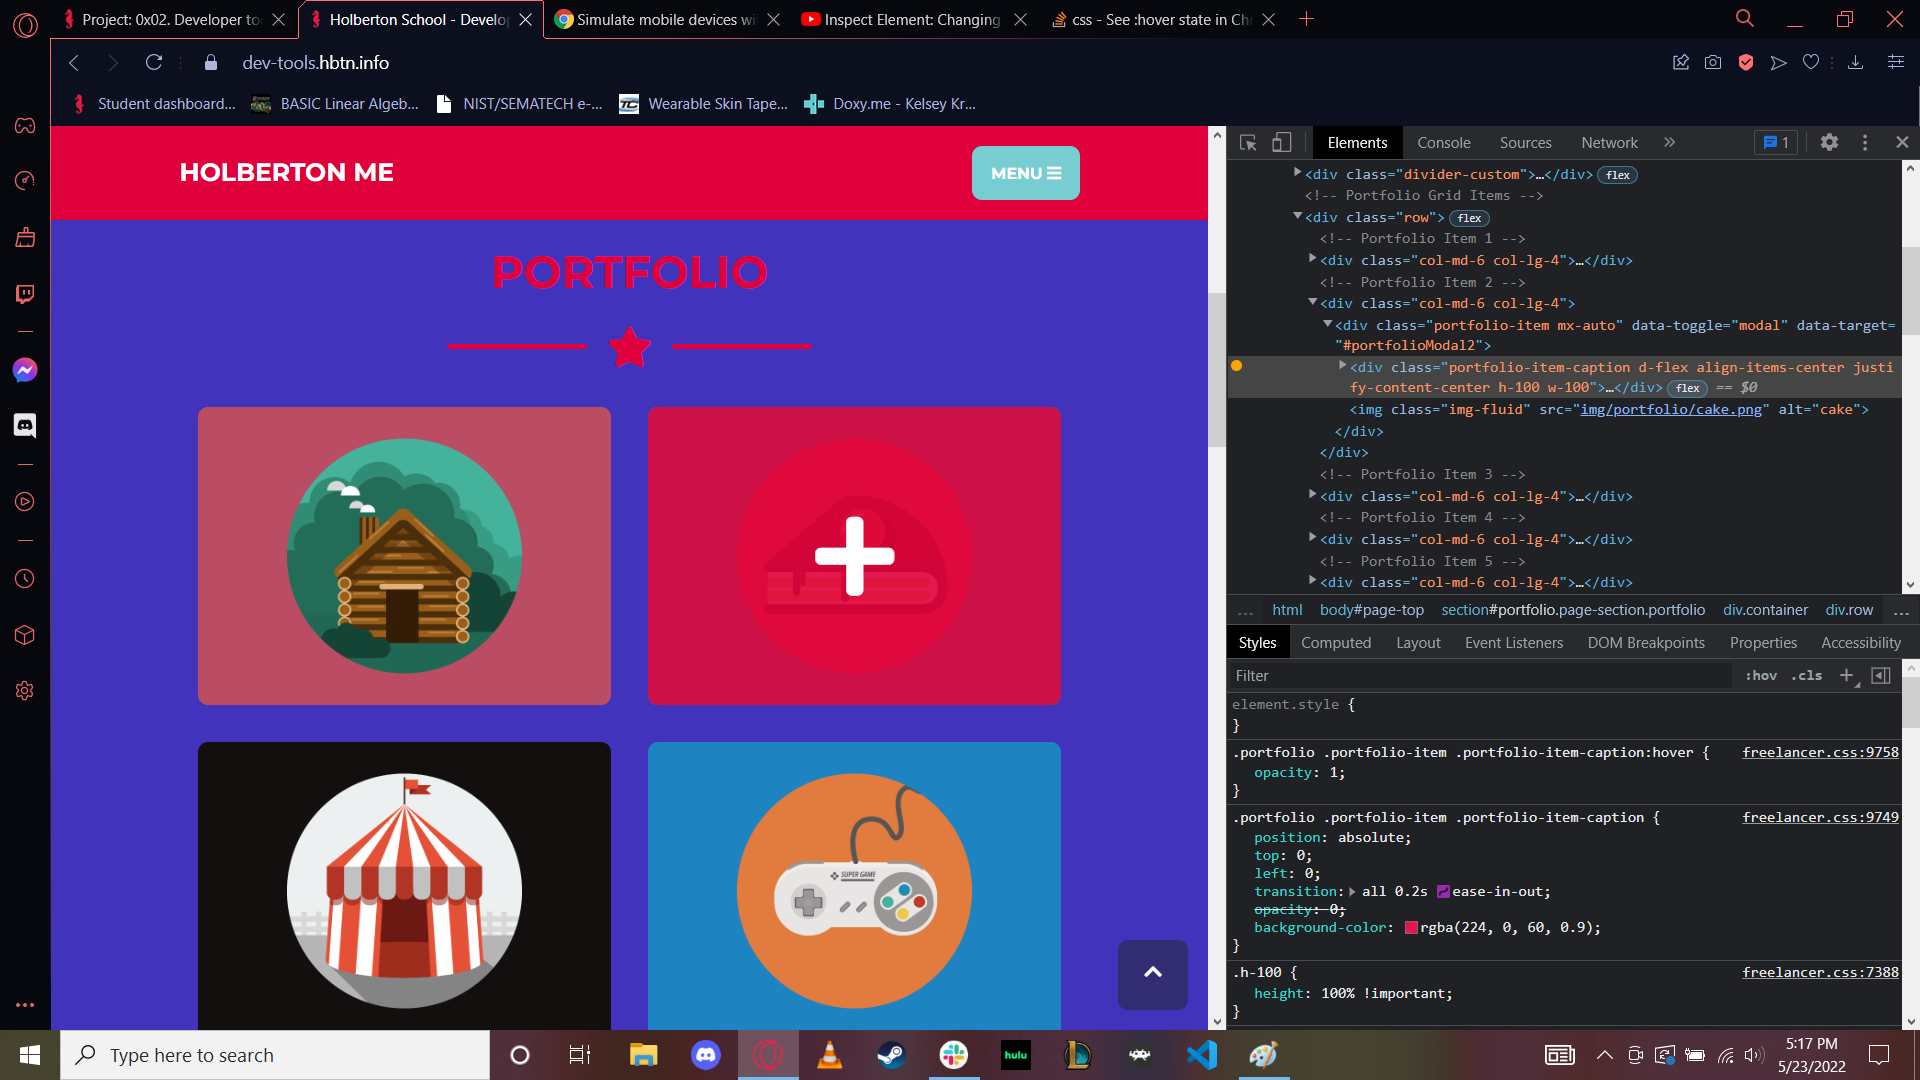 Project: 0x02. Developer to
Holberton School - Develop
Simulate mobile devices wi
Inspect Element: Changing
css - See :hover state in Ch
dev-tools.hbtn.info
Student dashboard...
BASIC Linear Algeb...
NIST/SEMATECH e-...
Wearable Skin Tape...
Doxy.me - Kelsey Kr...
HOLBERTON ME
MENU
PORTFOLIO
SUPER GAME
Elements
Console
Sources
Network
1
<div class="divider-custom">…</div> flex
<!-- Portfolio Grid Items -->
<div class="row"> flex
<!-- Portfolio Item 1 -->
<div class="col-md-6 col-lg-4">…</div>
<!-- Portfolio Item 2 -->
<div class="col-md-6 col-lg-4">
<div class="portfolio-item mx-auto" data-toggle="modal" data-target=
"#portfolioModal2">
<div class="portfolio-item-caption d-flex align-items-center justi
fy-content-center h-100 w-100">…</div> flex == $0
<img class="img-fluid" src="img/portfolio/cake.png" alt="cake">
</div>
</div>
<!-- Portfolio Item 3 -->
<div class="col-md-6 col-lg-4">…</div>
<!-- Portfolio Item 4 -->
<div class="col-md-6 col-lg-4">…</div>
<!-- Portfolio Item 5 -->
<div class="col-md-6 col-lg-4">…</div>
... html body#page-top section#portfolio.page-section.portfolio div.container div.row ...
Styles Computed Layout Event Listeners DOM Breakpoints Properties Accessibility
Filter
:hov .cls
element.style {
}
.portfolio .portfolio-item .portfolio-item-caption:hover { freelancer.css:9758
opacity: 1;
}
.portfolio .portfolio-item .portfolio-item-caption { freelancer.css:9749
position: absolute;
top: 0;
left: 0;
transition: all 0.2s ease-in-out;
opacity: 0;
background-color: rgba(224, 0, 60, 0.9);
}
.h-100 { freelancer.css:7388
height: 100% !important;
}
Type here to search
hulu
5:17 PM
5/23/2022